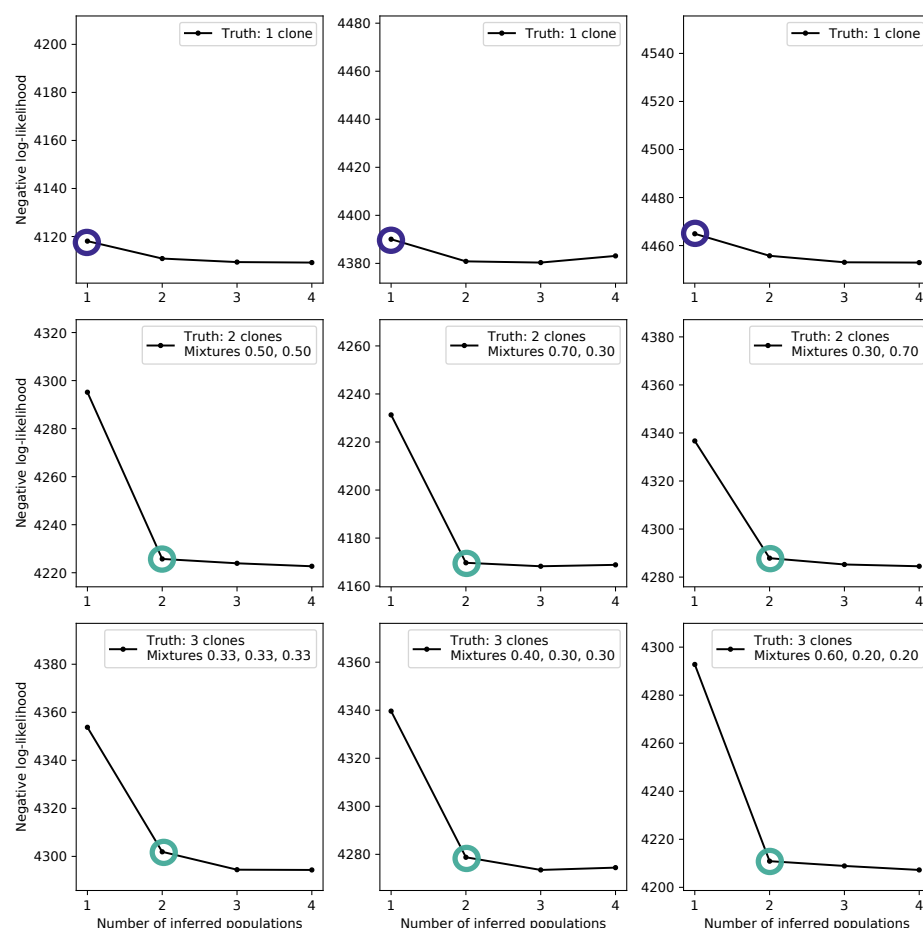 Truth: 1 clone
4200
4180
4160
4140
4120
Negative log-likelihood
1 2 3 4
Truth: 1 clone
4480
4460
4440
4420
4400
4380
1 2 3 4
Truth: 1 clone
4540
4520
4500
4480
4460
1 2 3 4
Truth: 2 clones
Mixtures 0.50, 0.50
4320
4300
4280
4260
4240
4220
Negative log-likelihood
1 2 3 4
Truth: 2 clones
Mixtures 0.70, 0.30
4260
4240
4220
4200
4180
4160
1 2 3 4
Truth: 2 clones
Mixtures 0.30, 0.70
4380
4360
4340
4320
4300
4280
1 2 3 4
Truth: 3 clones
Mixtures 0.33, 0.33, 0.33
4380
4360
4340
4320
4300
Negative log-likelihood
1 2 3 4
Number of inferred populations
Truth: 3 clones
Mixtures 0.40, 0.30, 0.30
4360
4340
4320
4300
4280
1 2 3 4
Number of inferred populations
Truth: 3 clones
Mixtures 0.60, 0.20, 0.20
4300
4280
4260
4240
4220
4200
1 2 3 4
Number of inferred populations